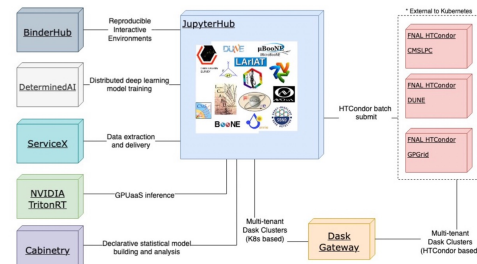 * External to Kubernetes
JupyterHub
BinderHub
Reproducible
Interactive
Environments
FNAL HTCondor
CMSLPC
DUNE
μBooNE
LArIAT
DeterminedAI
Distributed deep learning
model training
FNAL HTCondor
DUNE
HTCondor batch
submit
BooNE
ServiceX
Data extraction
and delivery
FNAL HTCondor
GPGrid
NVIDIA
TritonRT
GPUaaS inference
Cabinetry
Declarative statistical model
building and analysis
Multi-tenant
Dask Clusters
(K8s based)
Dask
Gateway
Multi-tenant
Dask Clusters
(HTCondor based)